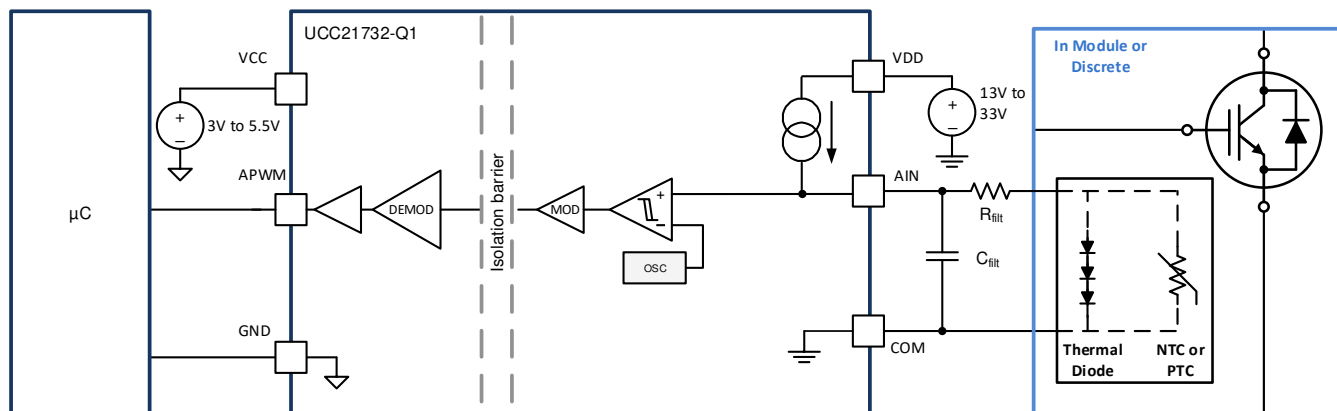 UCC21732-Q1
In Module or
Discrete
VCC
VDD
+
3V to 5.5V
−
+
13V to
33V
−
APWM
AIN
µC
DEMOD
Isolation barrier
MOD
+
−
OSC
Rfilt
Cfilt
GND
COM
Thermal
Diode
NTC or
PTC